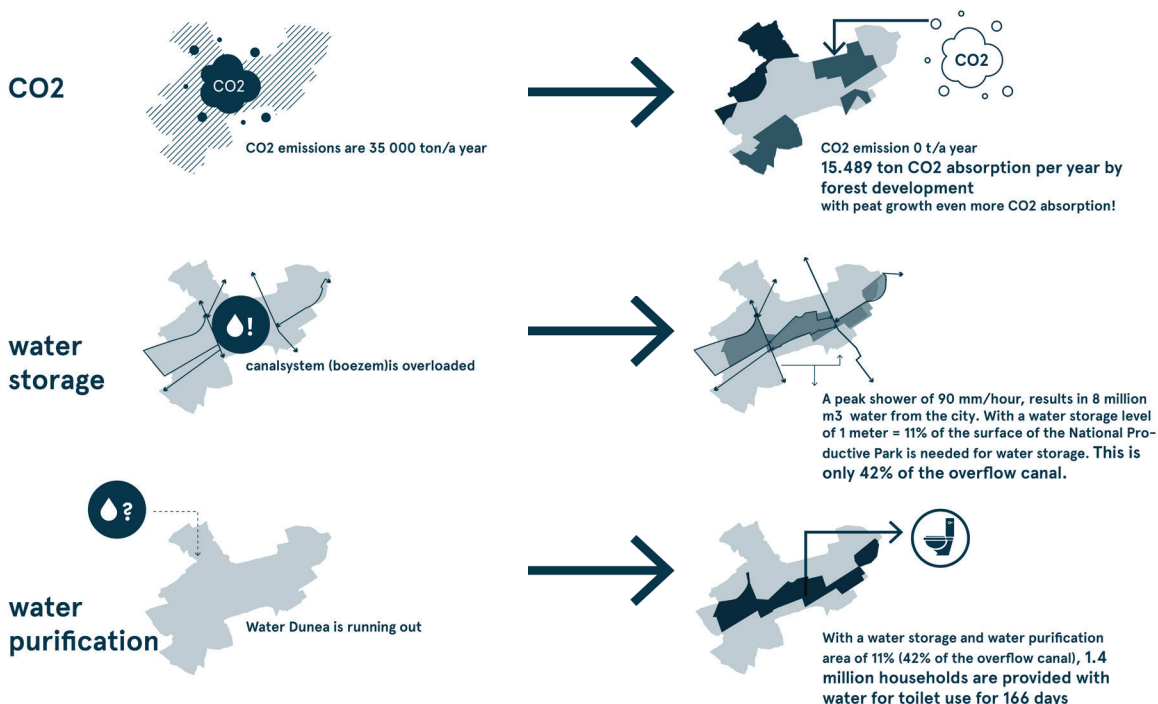 CO2
CO2
CO2 emissions are 35 000 ton/a year
CO2
CO2 emission 0 t/a year
15.489 ton CO2 absorption per year by
forest development
with peat growth even more CO2 absorption!
water
storage
!
canalsystem (boezem)is overloaded
A peak shower of 90 mm/hour, results in 8 million
m3 water from the city. With a water storage level
of 1 meter = 11% of the surface of the National Pro-
ductive Park is needed for water storage. This is
only 42% of the overflow canal.
water
purification
?
Water Dunea is running out
With a water storage and water purification
area of 11% (42% of the overflow canal), 1.4
million households are provided with
water for toilet use for 166 days